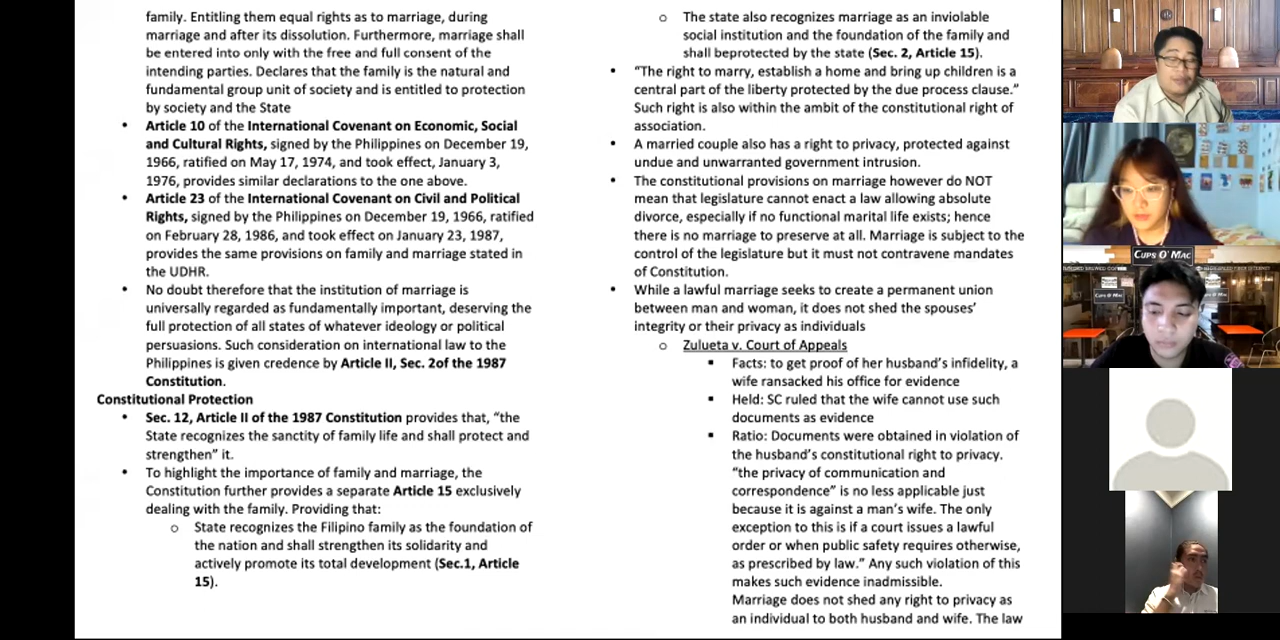 family. Entitling them equal rights as to marriage, during
marriage and after its dissolution. Furthermore, marriage shall
be entered into only with the free and full consent of the
intending parties. Declares that the family is the natural and
fundamental group unit of society and is entitled to protection
by society and the State
• Article 10 of the International Covenant on Economic, Social
and Cultural Rights, signed by the Philippines on December 19,
1966, ratified on May 17, 1974, and took effect, January 3,
1976, provides similar declarations to the one above.
• Article 23 of the International Covenant on Civil and Political
Rights, signed by the Philippines on December 19, 1966, ratified
on February 28, 1986, and took effect on January 23, 1987,
provides the same provisions on family and marriage stated in
the UDHR.
• No doubt therefore that the institution of marriage is
universally regarded as fundamentally important, deserving the
full protection of all states of whatever ideology or political
persuasions. Such consideration on international law to the
Philippines is given credence by Article II, Sec. 2of the 1987
Constitution.
Constitutional Protection
• Sec. 12, Article II of the 1987 Constitution provides that, “the
State recognizes the sanctity of family life and shall protect and
strengthen” it.
• To highlight the importance of family and marriage, the
Constitution further provides a separate Article 15 exclusively
dealing with the family. Providing that:
o State recognizes the Filipino family as the foundation of
the nation and shall strengthen its solidarity and
actively promote its total development (Sec.1, Article
15).
o The state also recognizes marriage as an inviolable
social institution and the foundation of the family and
shall beprotected by the state (Sec. 2, Article 15).
• “The right to marry, establish a home and bring up children is a
central part of the liberty protected by the due process clause.”
Such right is also within the ambit of the constitutional right of
association.
• A married couple also has a right to privacy, protected against
undue and unwarranted government intrusion.
• The constitutional provisions on marriage however do NOT
mean that legislature cannot enact a law allowing absolute
divorce, especially if no functional marital life exists; hence
there is no marriage to preserve at all. Marriage is subject to the
control of the legislature but it must not contravene mandates
of Constitution.
• While a lawful marriage seeks to create a permanent union
between man and woman, it does not shed the spouses’
integrity or their privacy as individuals
o Zulueta v. Court of Appeals
▪ Facts: to get proof of her husband’s infidelity, a
wife ransacked his office for evidence
▪ Held: SC ruled that the wife cannot use such
documents as evidence
▪ Ratio: Documents were obtained in violation of
the husband’s constitutional right to privacy.
“the privacy of communication and
correspondence” is no less applicable just
because it is against a man’s wife. The only
exception to this is if a court issues a lawful
order or when public safety requires otherwise,
as prescribed by law.” Any such violation of this
makes such evidence inadmissible.
Marriage does not shed any right to privacy as
an individual to both husband and wife. The law
CUPS O' MAC
CUPS O' MAC
CUPS O' MAC